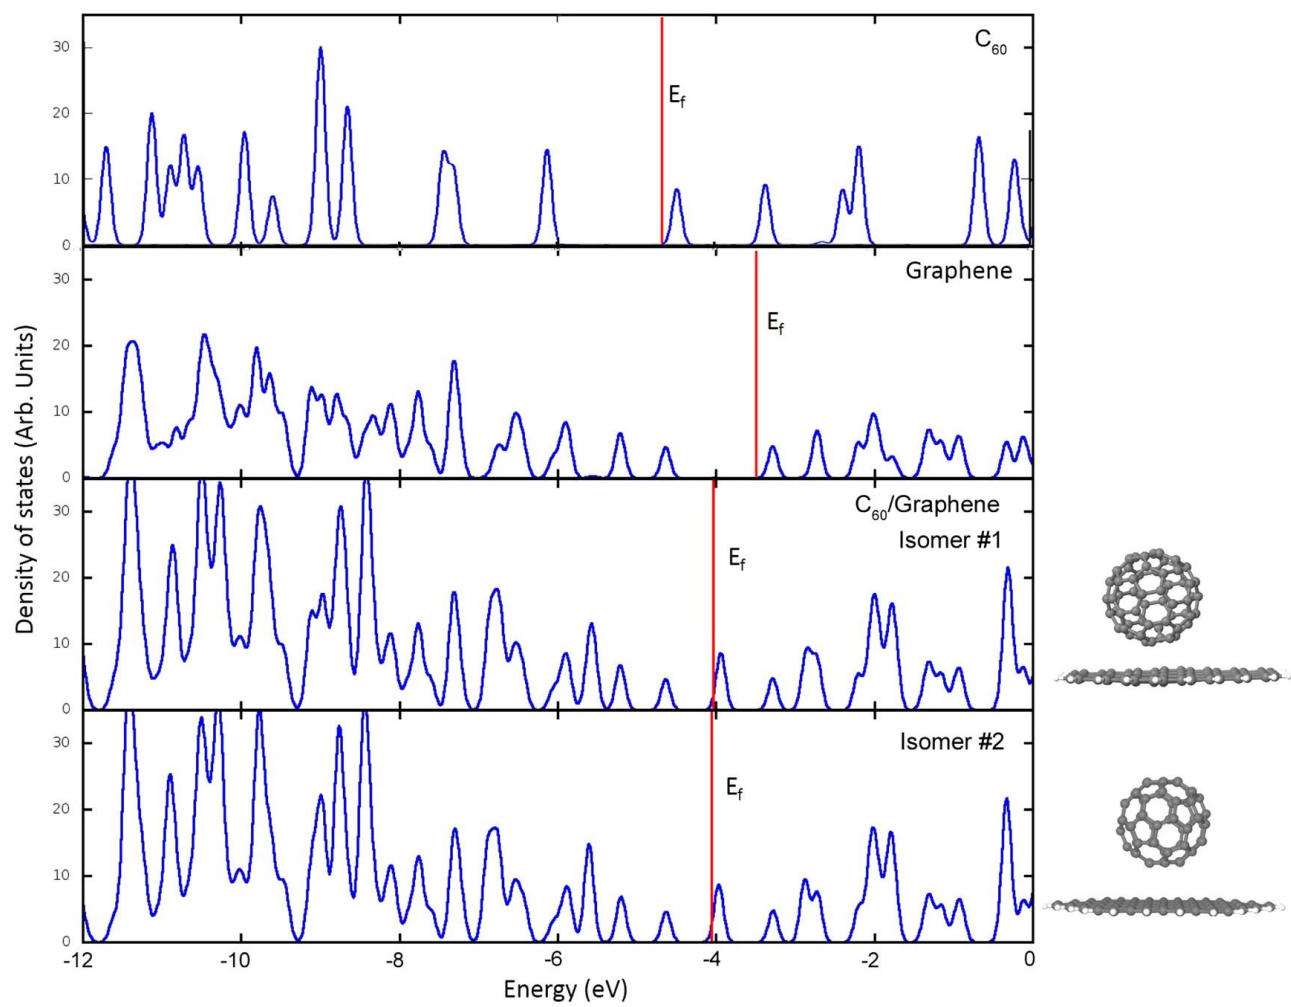 Density of states (Arb. Units)
30
20
10
0
C60
Ef
30
20
10
0
Graphene
Ef
30
20
10
0
C60/Graphene
Isomer #1
Ef
30
20
10
0
Isomer #2
Ef
-12 -10 -8 -6 -4 -2 0
Energy (eV)